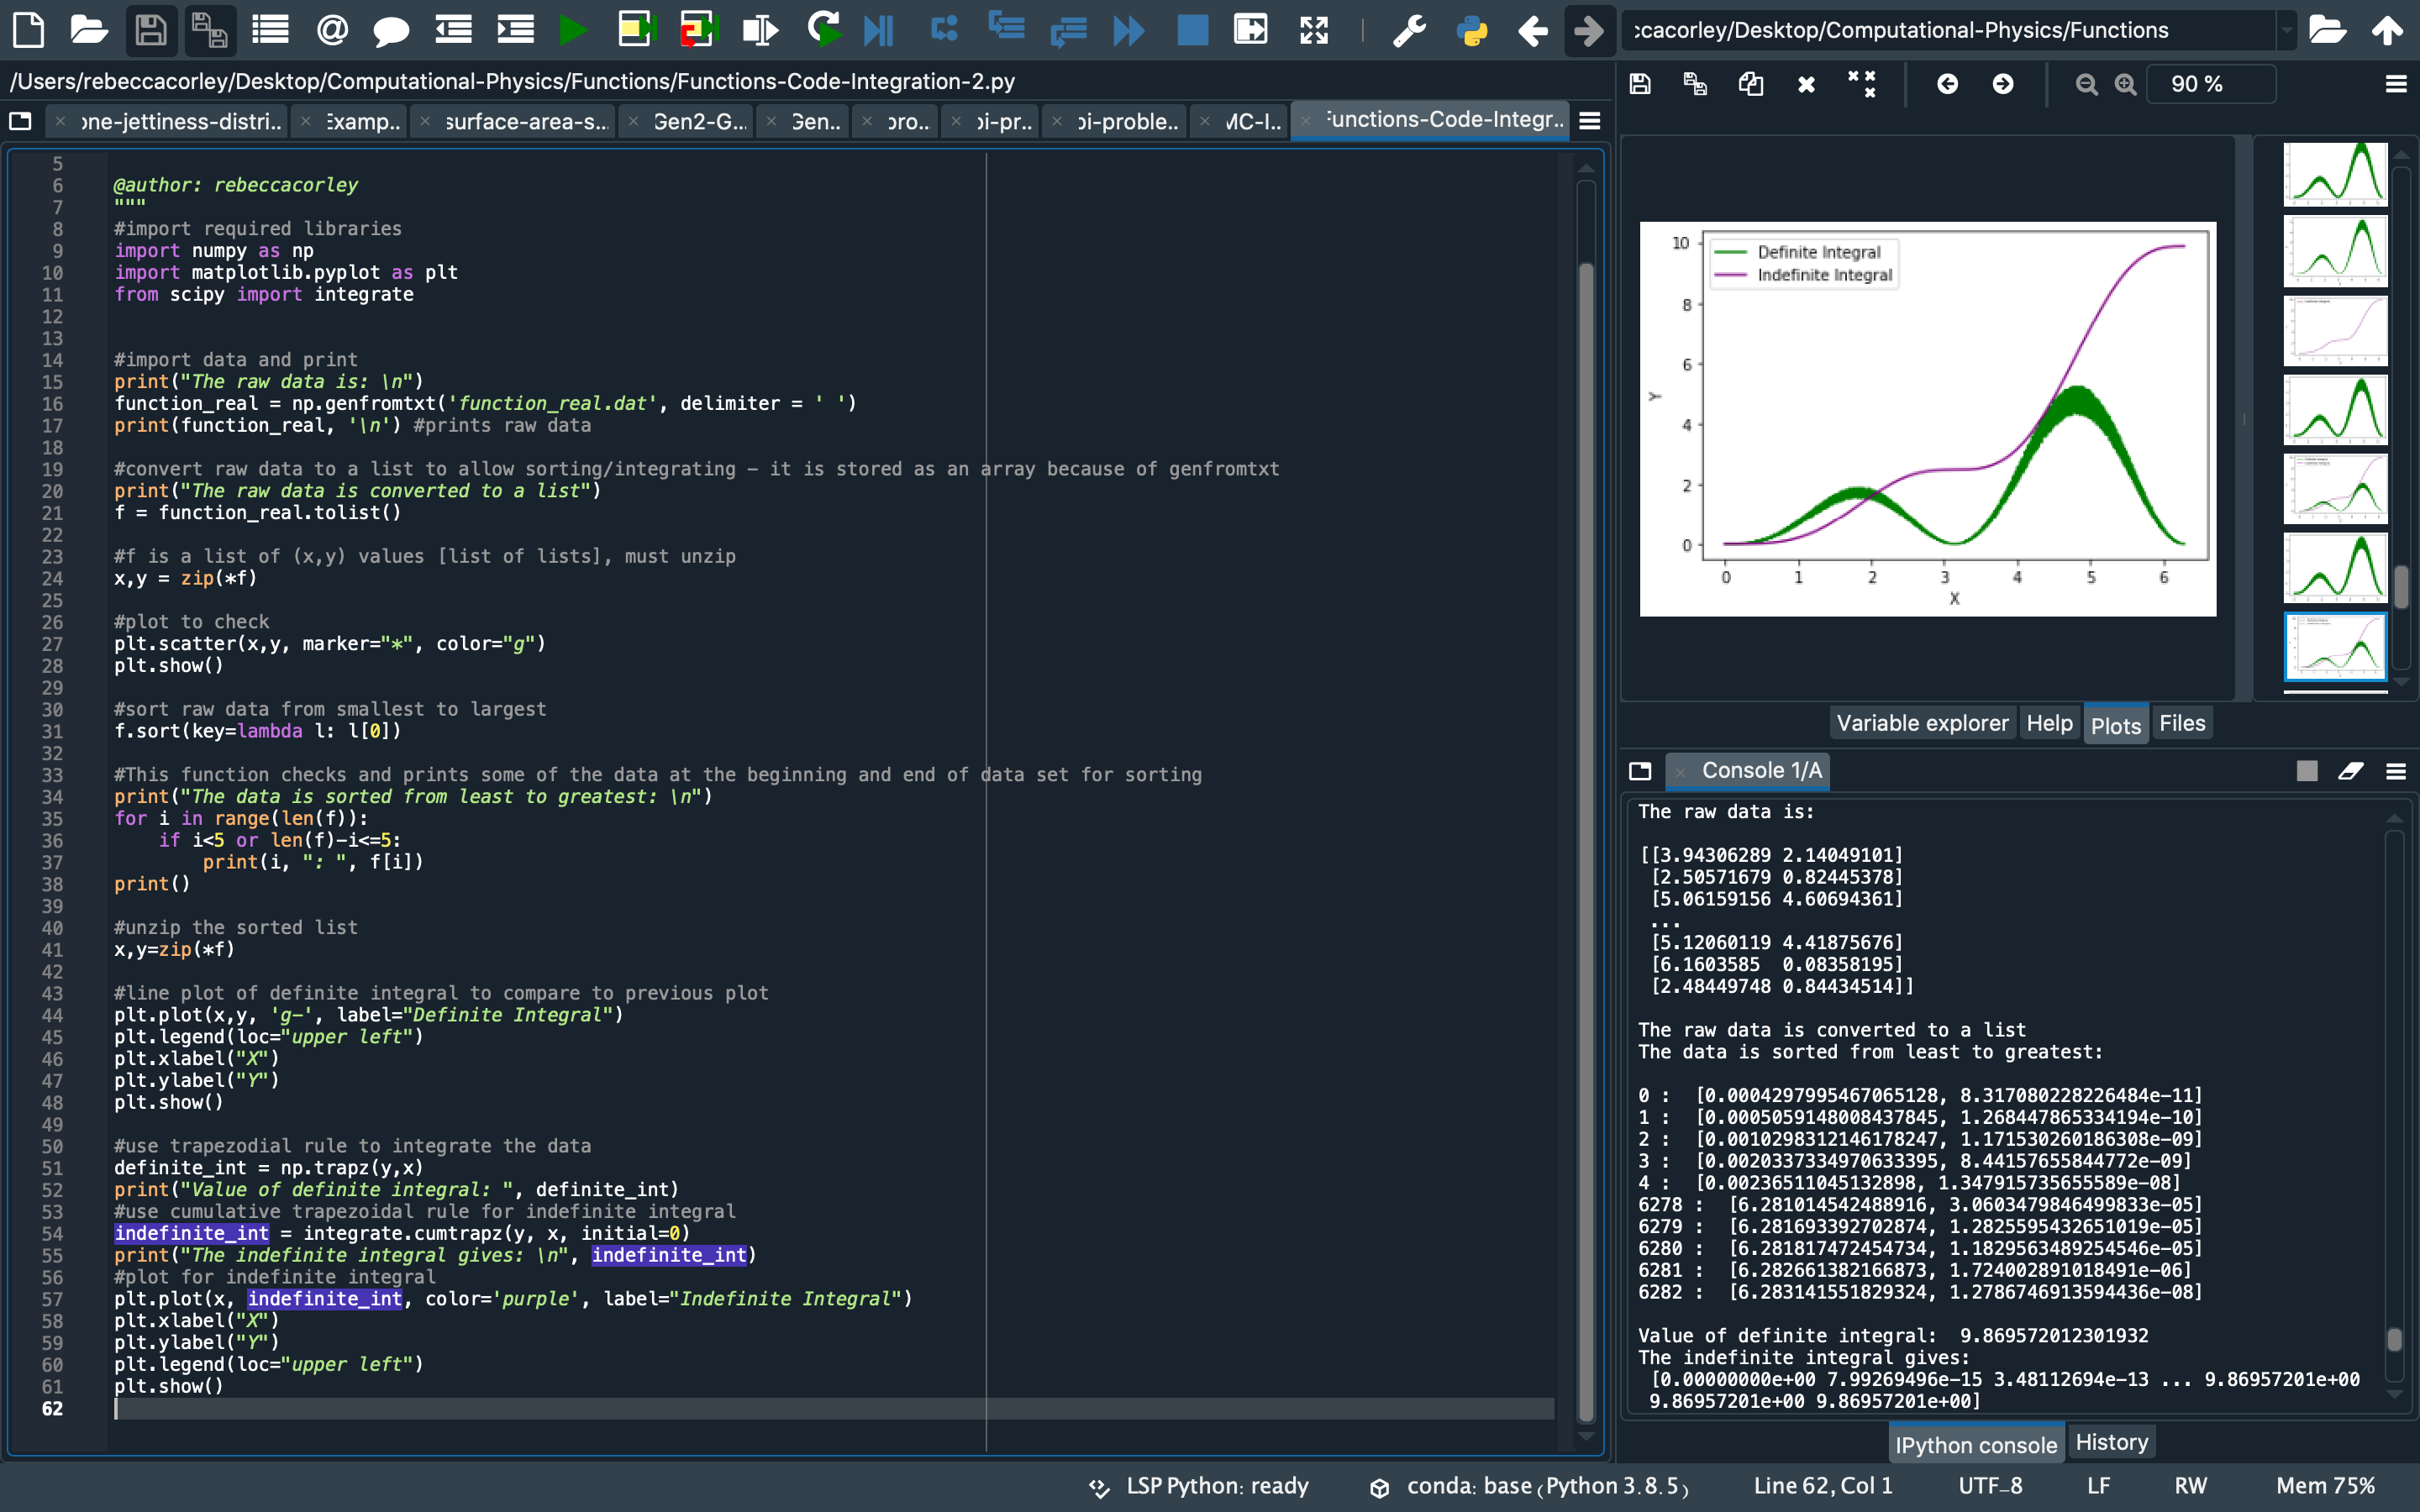 ccacorley/Desktop/Computational-Physics/Functions
/Users/rebeccacorley/Desktop/Computational-Physics/Functions/Functions-Code-Integration-2.py
90 %
one-jettiness-distri..
Examp..
surface-area-s...
Gen2-G...
Gen..
pro..
pi-pr..
pi-proble..
MC-I..
Functions-Code-Integr..
5
6 @author: rebeccacorley
7 """
8 #import required libraries
9 import numpy as np
10 import matplotlib.pyplot as plt
11 from scipy import integrate
12
13
14 #import data and print
15 print("The raw data is: \n")
16 function_real = np.genfromtxt('function_real.dat', delimiter = ' ')
17 print(function_real, '\n') #prints raw data
18
19 #convert raw data to a list to allow sorting/integrating – it is stored as an array because of genfromtxt
20 print("The raw data is converted to a list")
21 f = function_real.tolist()
22
23 #f is a list of (x,y) values [list of lists], must unzip
24 x,y = zip(*f)
25
26 #plot to check
27 plt.scatter(x,y, marker="*", color="g")
28 plt.show()
29
30 #sort raw data from smallest to largest
31 f.sort(key=lambda l: l[0])
32
33 #This function checks and prints some of the data at the beginning and end of data set for sorting
34 print("The data is sorted from least to greatest: \n")
35 for i in range(len(f)):
36 if i<5 or len(f)-i<=5:
37 print(i, ": ", f[i])
38 print()
39
40 #unzip the sorted list
41 x,y=zip(*f)
42
43 #line plot of definite integral to compare to previous plot
44 plt.plot(x,y, 'g-', label="Definite Integral")
45 plt.legend(loc="upper left")
46 plt.xlabel("X")
47 plt.ylabel("Y")
48 plt.show()
49
50 #use trapezodial rule to integrate the data
51 definite_int = np.trapz(y,x)
52 print("Value of definite integral: ", definite_int)
53 #use cumulative trapezoidal rule for indefinite integral
54 indefinite_int = integrate.cumtrapz(y, x, initial=0)
55 print("The indefinite integral gives: \n", indefinite_int)
56 #plot for indefinite integral
57 plt.plot(x, indefinite_int, color='purple', label="Indefinite Integral")
58 plt.xlabel("X")
59 plt.ylabel("Y")
60 plt.legend(loc="upper left")
61 plt.show()
62
Definite Integral
Indefinite Integral
10
8
6
4
2
0
Y
0 1 2 3 4 5 6
X
Variable explorer Help Plots Files
Console 1/A
The raw data is:
[[3.94306289 2.14049101]
[2.50571679 0.82445378]
[5.06159156 4.60694361]
...
[5.12060119 4.41875676]
[6.1603585 0.08358195]
[2.48449748 0.84434514]]
The raw data is converted to a list
The data is sorted from least to greatest:
0 : [0.0004297995467065128, 8.317080228226484e-11]
1 : [0.0005059148008437845, 1.268447865334194e-10]
2 : [0.0010298312146178247, 1.171530260186308e-09]
3 : [0.0020337334970633395, 8.44157655844772e-09]
4 : [0.00236511045132898, 1.347915735655589e-08]
6278 : [6.281014542488916, 3.0603479846499833e-05]
6279 : [6.281693392702874, 1.2825595432651019e-05]
6280 : [6.281817472454734, 1.1829563489254546e-05]
6281 : [6.282661382166873, 1.724002891018491e-06]
6282 : [6.283141551829324, 1.2786746913594436e-08]
Value of definite integral: 9.869572012301932
The indefinite integral gives:
[0.00000000e+00 7.99269496e-15 3.48112694e-13 ... 9.86957201e+00
9.86957201e+00 9.86957201e+00]
IPython console History
LSP Python: ready
conda: base (Python 3.8.5)
Line 62, Col 1
UTF-8
LF
RW
Mem 75%